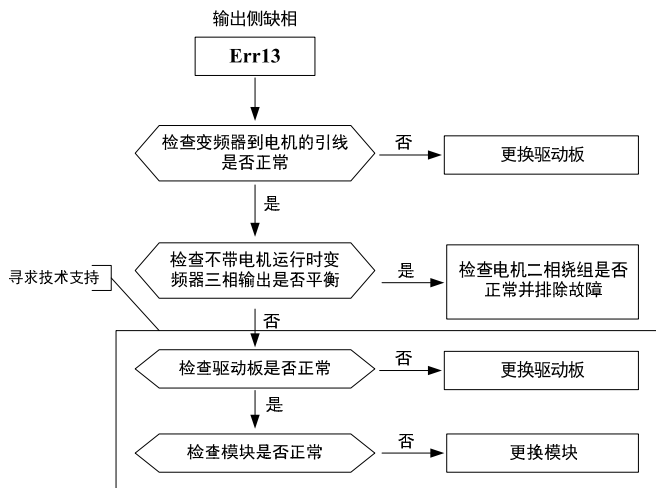 输出侧缺相
Err13
检查变频器到电机的引线
是否正常
否
更换驱动板
是
检查不带电机运行时变
频器三相输出是否平衡
是
检查电机二相绕组是否
正常并排除故障
寻求技术支持
否
检查驱动板是否正常
否
更换驱动板
是
检查模块是否正常
否
更换模块